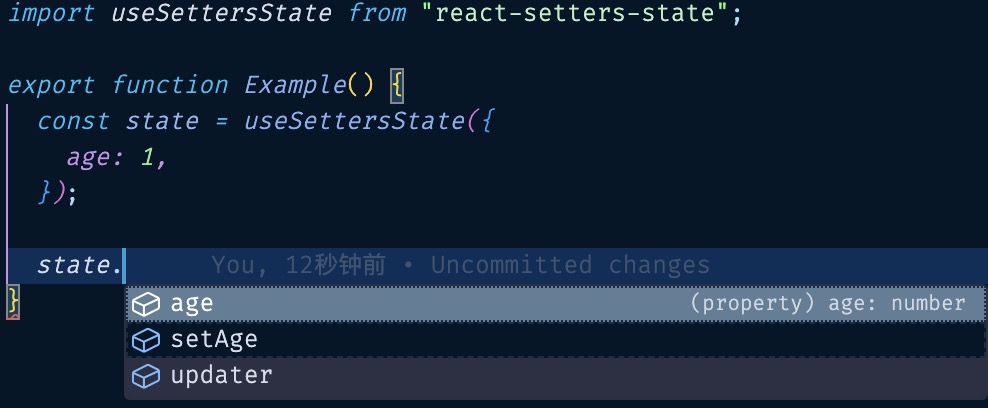 import useSettersState from "react-setters-state";
export function Example() {
const state = useSettersState({
age: 1,
});
state. You, 12秒钟前 • Uncommitted changes
}
age (property) age: number
setAge
updater